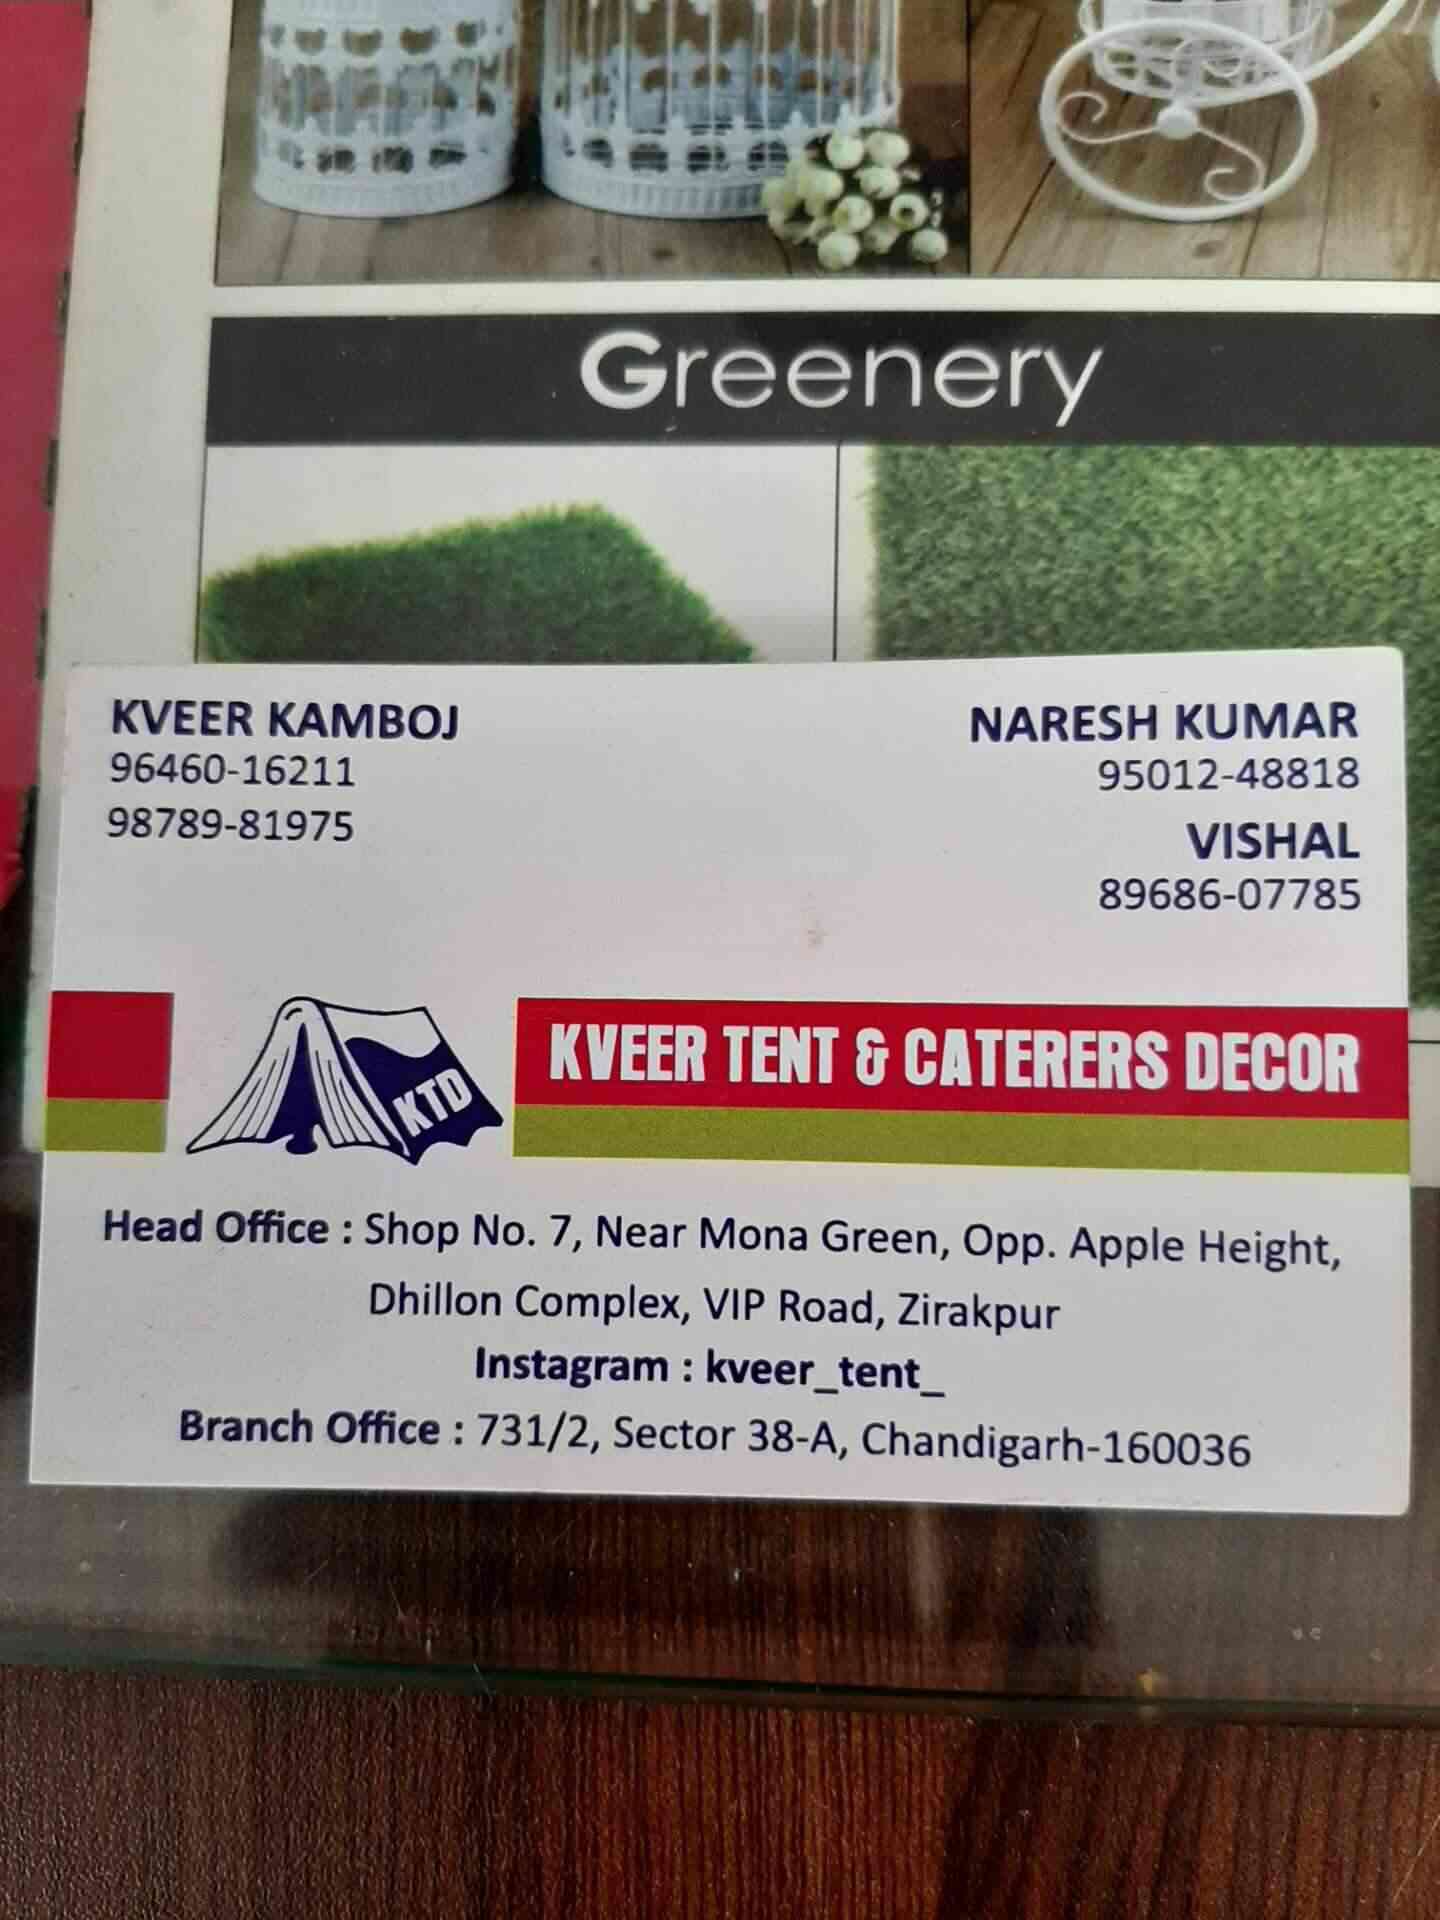 Greenery
KVEER KAMBOJ
96460-16211
98789-81975
NARESH KUMAR
95012-48818
VISHAL
89686-07785
KTD
KVEER TENT & CATERERS DECOR
Head Office : Shop No. 7, Near Mona Green, Opp. Apple Height,
Dhillon Complex, VIP Road, Zirakpur
Instagram : kveer_tent_
Branch Office : 731/2, Sector 38-A, Chandigarh-160036